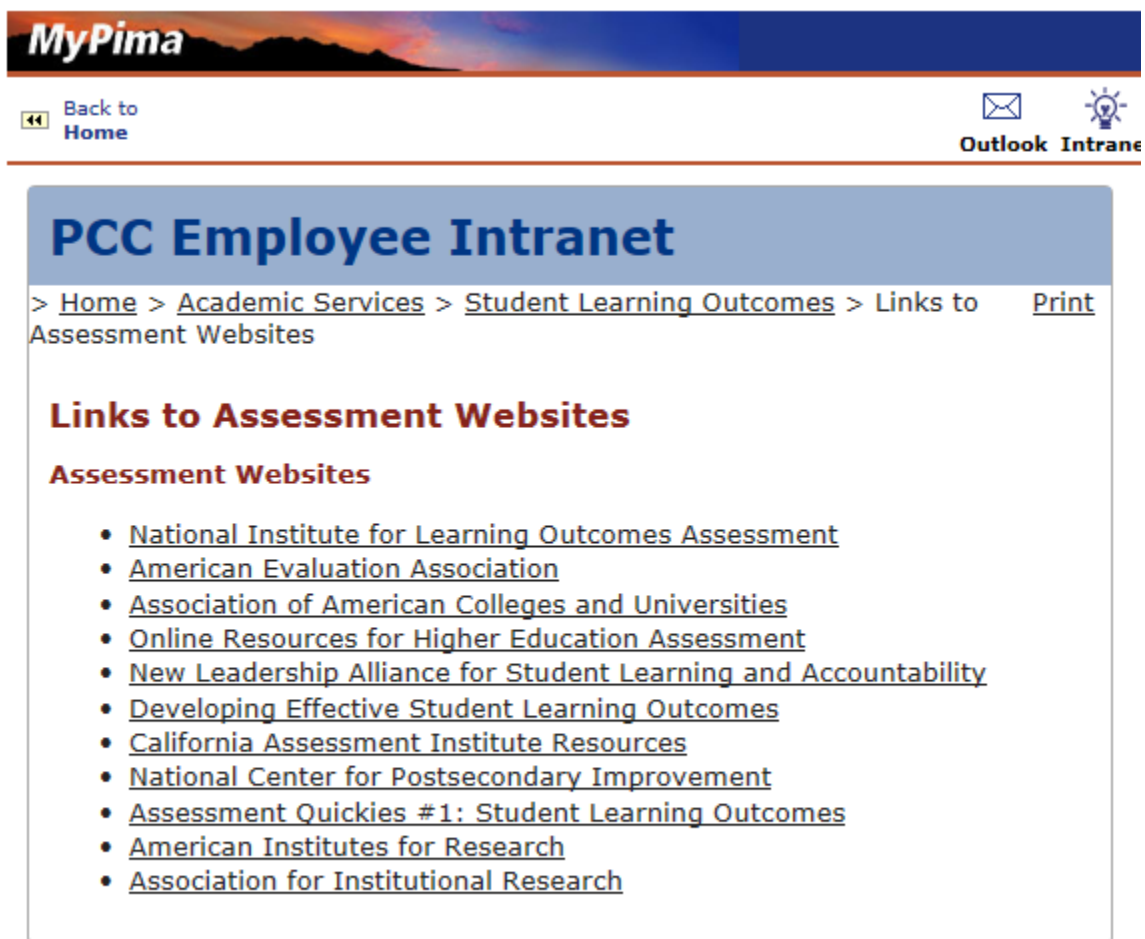 MyPima
Back to
Home
Outlook Intrane
PCC Employee Intranet
> Home > Academic Services > Student Learning Outcomes > Links to Print
Assessment Websites
Links to Assessment Websites
Assessment Websites
• National Institute for Learning Outcomes Assessment
• American Evaluation Association
• Association of American Colleges and Universities
• Online Resources for Higher Education Assessment
• New Leadership Alliance for Student Learning and Accountability
• Developing Effective Student Learning Outcomes
• California Assessment Institute Resources
• National Center for Postsecondary Improvement
• Assessment Quickies #1: Student Learning Outcomes
• American Institutes for Research
• Association for Institutional Research